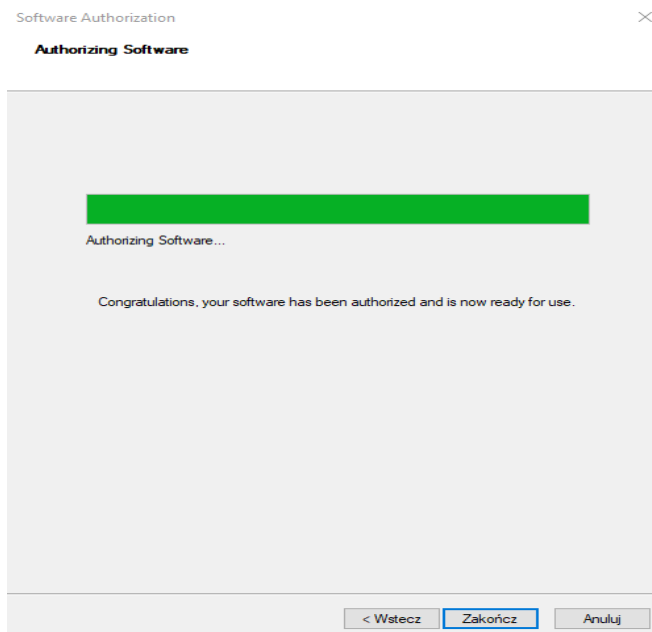 Software Authorization
Authorizing Software
Authorizing Software...
Congratulations, your software has been authorized and is now ready for use.
< Wstecz Zakończ Anuluj